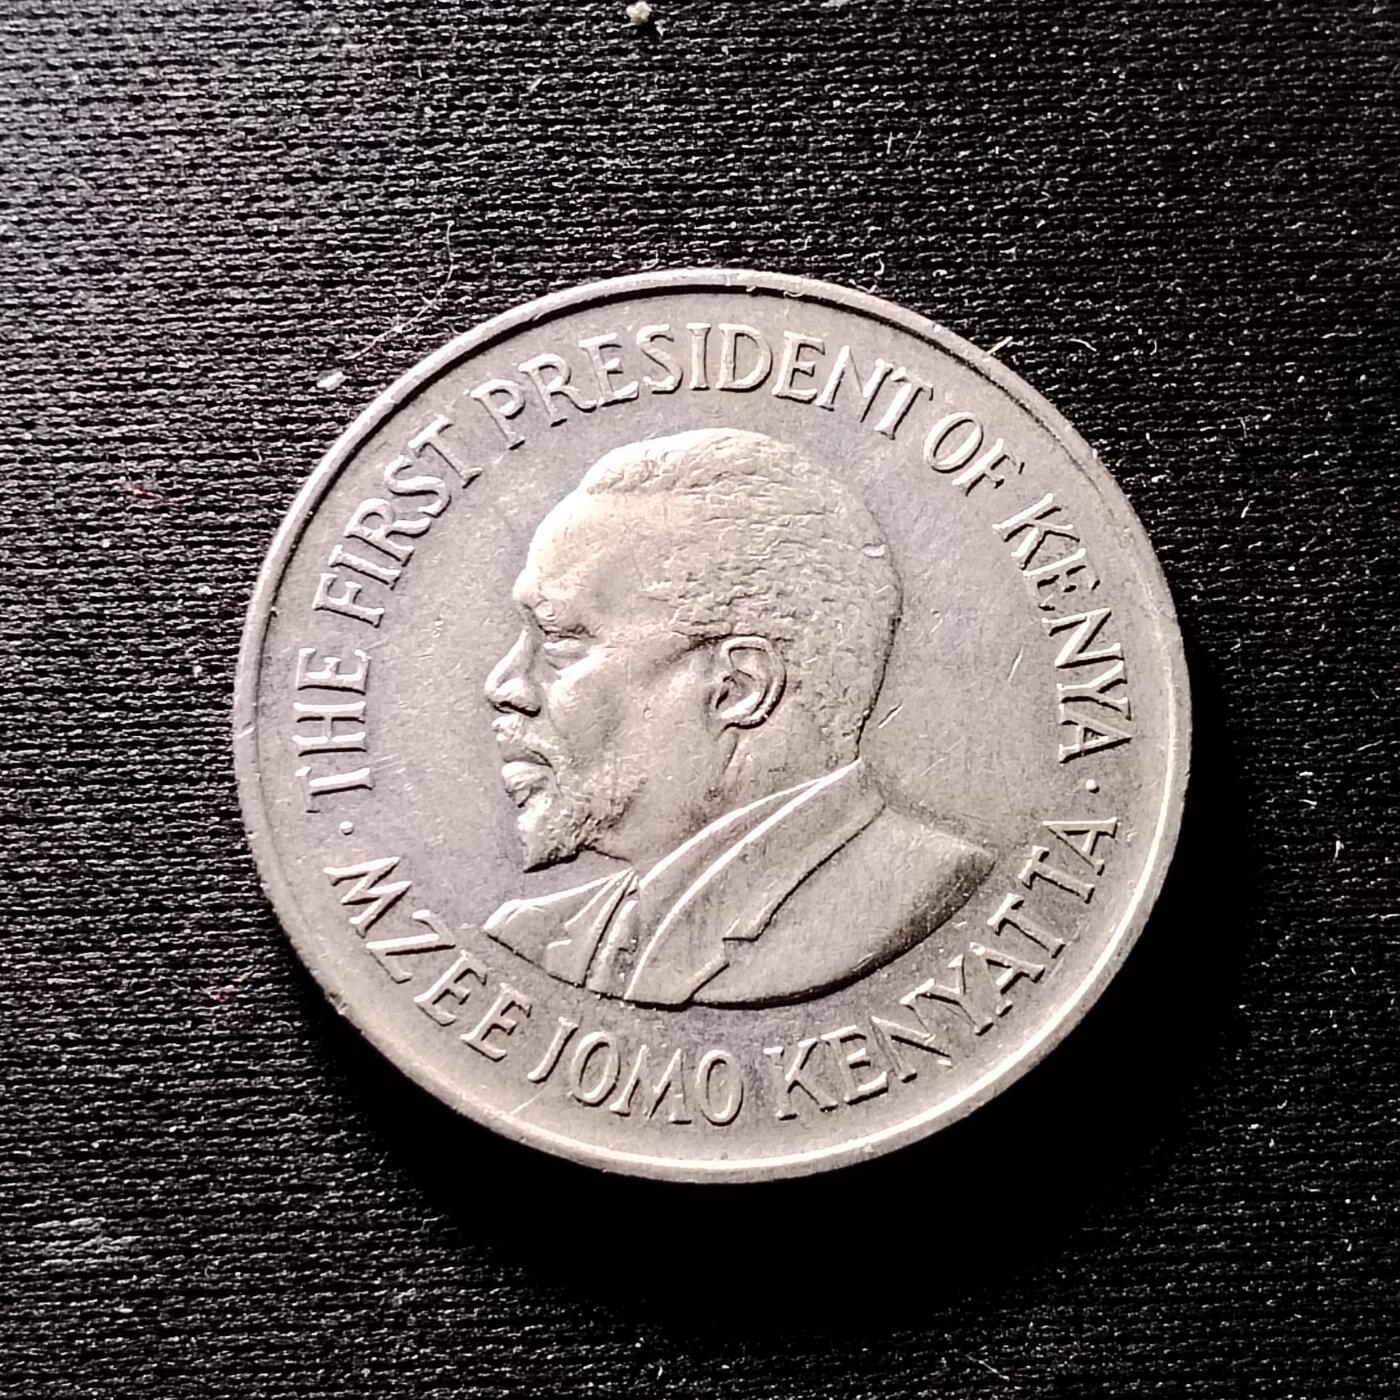 THE FIRST PRESIDENT OF KENYA
· MZEE JOMO KENYATTA ·